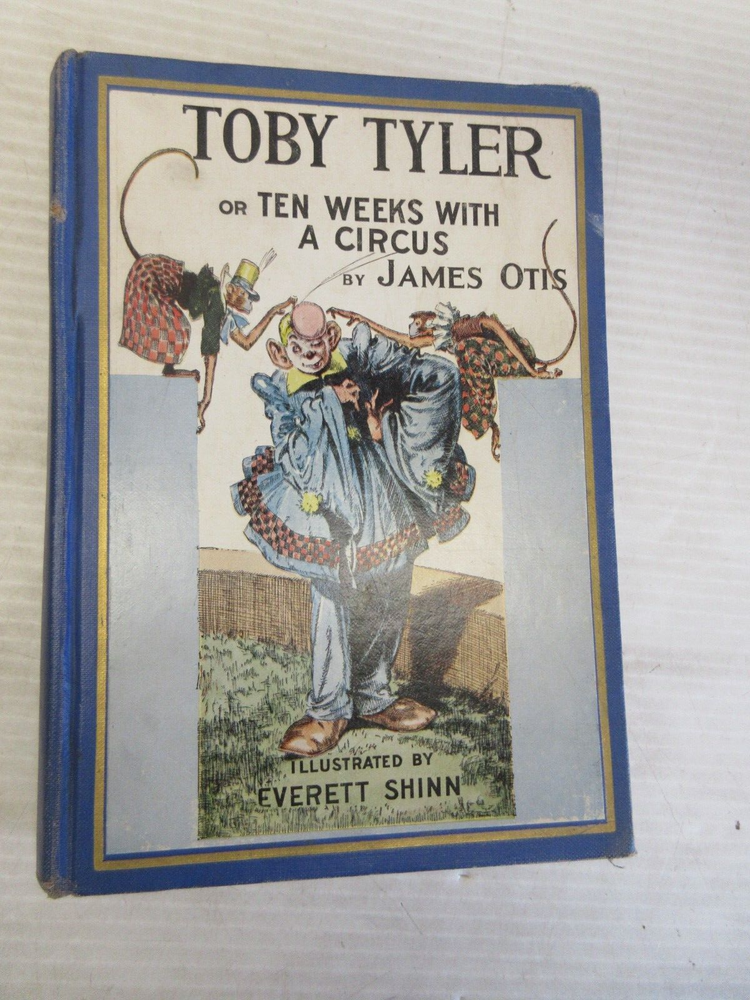 TOBY TYLER
OR TEN WEEKS WITH
A CIRCUS
BY JAMES OTIS
ILLUSTRATED BY
EVERETT SHINN